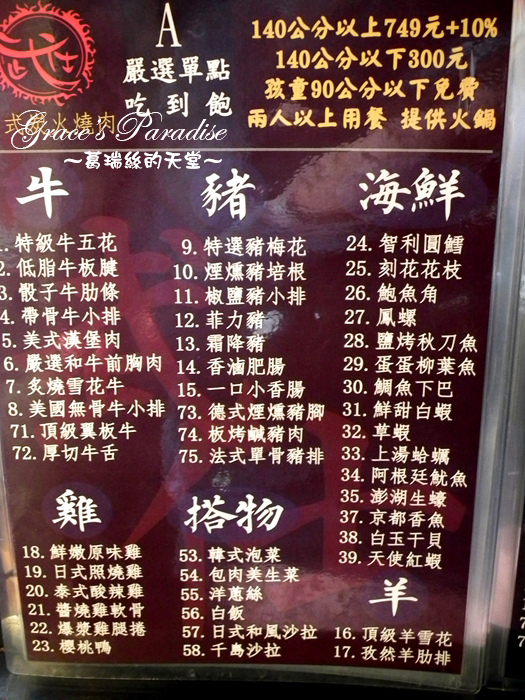 A
嚴選單點
吃到飽
140公分以上749元+10%
140公分以下300元
孩童90公分以下免費
兩人以上用餐 提供火鍋
火燒肉
Grace's Paradise
～葛瑞絲的天堂～
牛
1. 特級牛五花
2. 低脂牛板腱
3. 骰子牛肋條
4. 帶骨牛小排
5. 美式漢堡肉
6. 嚴選和牛前胸肉
7. 炙燒雪花牛
8. 美國無骨牛小排
71. 頂級翼板牛
72. 厚切牛舌
豬
9. 特選豬梅花
10. 煙燻豬培根
11. 椒鹽豬小排
12. 菲力豬
13. 霜降豬
14. 香滷肥腸
15. 一口小香腸
73. 德式煙燻豬腳
74. 板烤鹹豬肉
75. 法式單骨豬排
海鮮
24. 智利圓鱈
25. 刻花花枝
26. 鮑魚角
27. 鳳螺
28. 鹽烤秋刀魚
29. 蛋蛋柳葉魚
30. 鯛魚下巴
31. 鮮甜白蝦
32. 草蝦
33. 上湯蛤蠣
34. 阿根廷魷魚
35. 澎湖生蠔
37. 京都香魚
38. 白玉干貝
39. 天使紅蝦
雞
18. 鮮嫩原味雞
19. 日式照燒雞
20. 泰式酸辣雞
21. 醬燒雞軟骨
22. 爆漿雞腿捲
23. 櫻桃鴨
搭物
53. 韓式泡菜
54. 包肉美生菜
55. 洋蔥絲
56. 白飯
57. 日式和風沙拉
58. 千島沙拉
羊
16. 頂級羊雪花
17. 孜然羊肋排